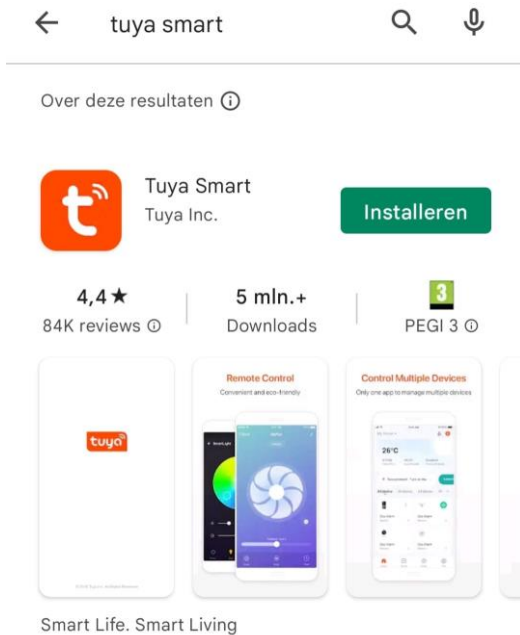 tuya smart
Over deze resultaten
Tuya Smart
Tuya Inc.
Installeren
4,4★
84K reviews
5 mln.+
Downloads
3
PEGI 3
tuya
Remote Control
Convenient and eco-friendly
Control Multiple Devices
Only one app to manage multiple devices
26°C
Smart Life. Smart Living